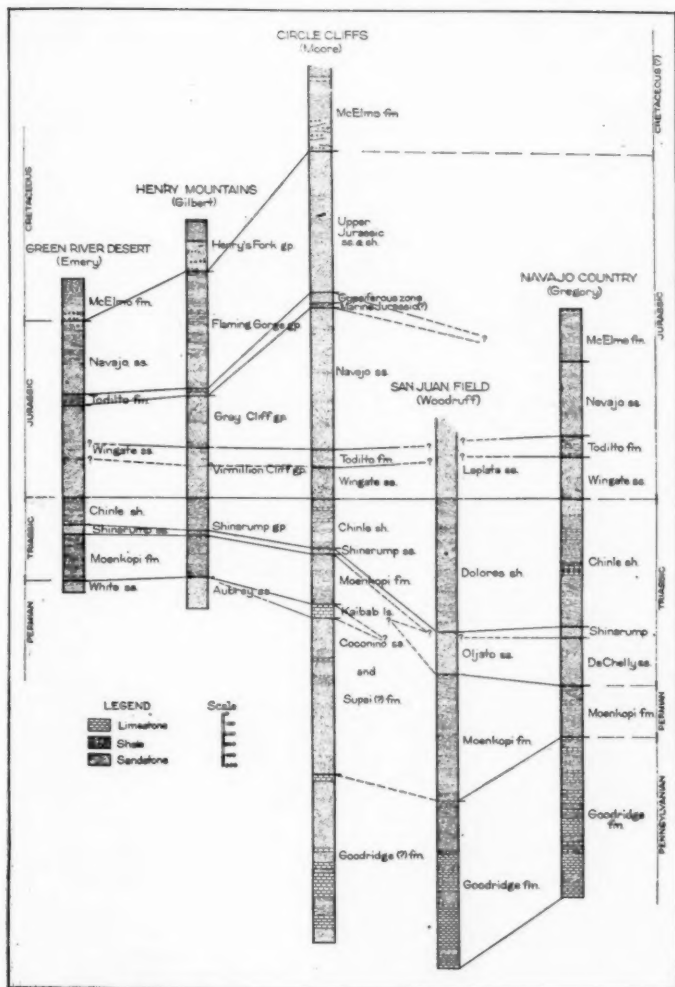 CIRCLE CLIFFS
(Moore)
McElmo fm.
Upper
Jurassic
ss. & sh.
Gypsiferous zone
Marine Jurassic(?)
Navajo ss.
Todilto fm.
Wingate ss.
Chinle sh.
Shinarump ss.
Moenkopi fm.
Kaibab ls.
Coconino ss.
and
Supai (?) fm.
Goodridge (?) fm.
HENRY MOUNTAINS
(Gilbert)
Henry's Fork gp.
Flaming Gorge gp.
Gray Cliff gp.
Virmillion Cliff gp.
Shinarump gp.
Aubrey ss.
GREEN RIVER DESERT
(Emery)
McElmo fm.
Navajo ss.
Todilto fm.
? Wingate ss.
?
Chinle sh.
Shinarump ss.
Moenkopi fm.
White ss.
CRETACEOUS
JURASSIC
TRIASSIC
PERMIAN
SAN JUAN FIELD
(Woodruff)
?
? ?
Laplata ss.
? ?
Dolores sh.
? ?
?
Oljato ss.
Moenkopi fm.
Goodridge fm.
NAVAJO COUNTRY
(Gregory)
McElmo fm.
Navajo ss.
Todilto fm.
Wingate ss.
Chinle sh.
Shinarump
DeChelly ss.
Moenkopi fm.
Goodridge
fm.
CRETACEOUS (?)
JURASSIC
TRIASSIC
PERMIAN
PENNSYLVANIAN
LEGEND
Limestone
Shale
Sandstone
Scale